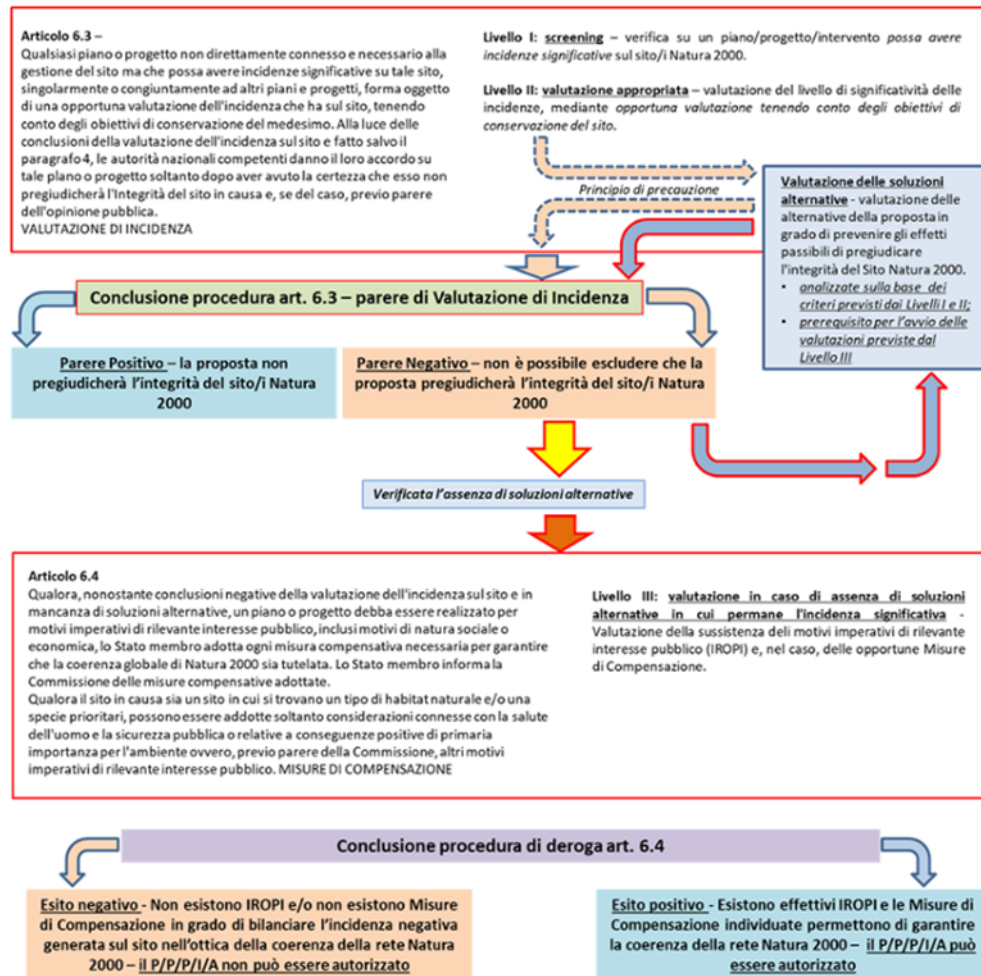 Articolo 6.3 –
Qualsiasi piano o progetto non direttamente connesso e necessario alla
gestione del sito ma che possa avere incidenze significative su tale sito,
singolarmente o congiuntamente ad altri piani e progetti, forma oggetto
di una opportuna valutazione dell'incidenza che ha sul sito, tenendo
conto degli obiettivi di conservazione del medesimo. Alla luce delle
conclusioni della valutazione dell'incidenza sul sito e fatto salvo il
paragrafo 4, le autorità nazionali competenti danno il loro accordo su
tale piano o progetto soltanto dopo aver avuto la certezza che esso non
pregiudicherà l'Integrità del sito in causa e, se del caso, previo parere
dell'opinione pubblica.
VALUTAZIONE DI INCIDENZA
Livello I: screening – verifica su un piano/progetto/intervento possa avere
incidenze significative sul sito/i Natura 2000.
Livello II: valutazione appropriata – valutazione del livello di significatività delle
incidenze, mediante opportuna valutazione tenendo conto degli obiettivi di
conservazione del sito.
Principio di precauzione
Valutazione delle soluzioni
alternative - valutazione delle
alternative della proposta in
grado di prevenire gli effetti
passibili di pregiudicare
l'integrità del Sito Natura 2000.
• analizzate sulla base dei
criteri previsti dai Livelli I e II;
• prerequisito per l'avvio delle
valutazioni previste dal
Livello III
Conclusione procedura art. 6.3 – parere di Valutazione di Incidenza
Parere Positivo – la proposta non
pregiudicherà l'integrità del sito/i Natura
2000
Parere Negativo – non è possibile escludere che la
proposta pregiudicherà l'integrità del sito/i Natura
2000
Verificata l'assenza di soluzioni alternative
Articolo 6.4
Qualora, nonostante conclusioni negative della valutazione dell'incidenza sul sito e in
mancanza di soluzioni alternative, un piano o progetto debba essere realizzato per
motivi imperativi di rilevante interesse pubblico, inclusi motivi di natura sociale o
economica, lo Stato membro adotta ogni misura compensativa necessaria per garantire
che la coerenza globale di Natura 2000 sia tutelata. Lo Stato membro informa la
Commissione delle misure compensative adottate.
Qualora il sito in causa sia un sito in cui si trovano un tipo di habitat naturale e/o una
specie prioritari, possono essere addotte soltanto considerazioni connesse con la salute
dell'uomo e la sicurezza pubblica o relative a conseguenze positive di primaria
importanza per l'ambiente ovvero, previo parere della Commissione, altri motivi
imperativi di rilevante interesse pubblico. MISURE DI COMPENSAZIONE
Livello III: valutazione in caso di assenza di soluzioni
alternative in cui permane l'incidenza significativa -
Valutazione della sussistenza deli motivi imperativi di rilevante
interesse pubblico (IROPI) e, nel caso, delle opportune Misure
di Compensazione.
Conclusione procedura di deroga art. 6.4
Esito negativo - Non esistono IROPI e/o non esistono Misure
di Compensazione in grado di bilanciare l'incidenza negativa
generata sul sito nell'ottica della coerenza della rete Natura
2000 – il P/P/P/I/A non può essere autorizzato
Esito positivo - Esistono effettivi IROPI e le Misure di
Compensazione individuate permettono di garantire
la coerenza della rete Natura 2000 – il P/P/P/I/A può
essere autorizzato